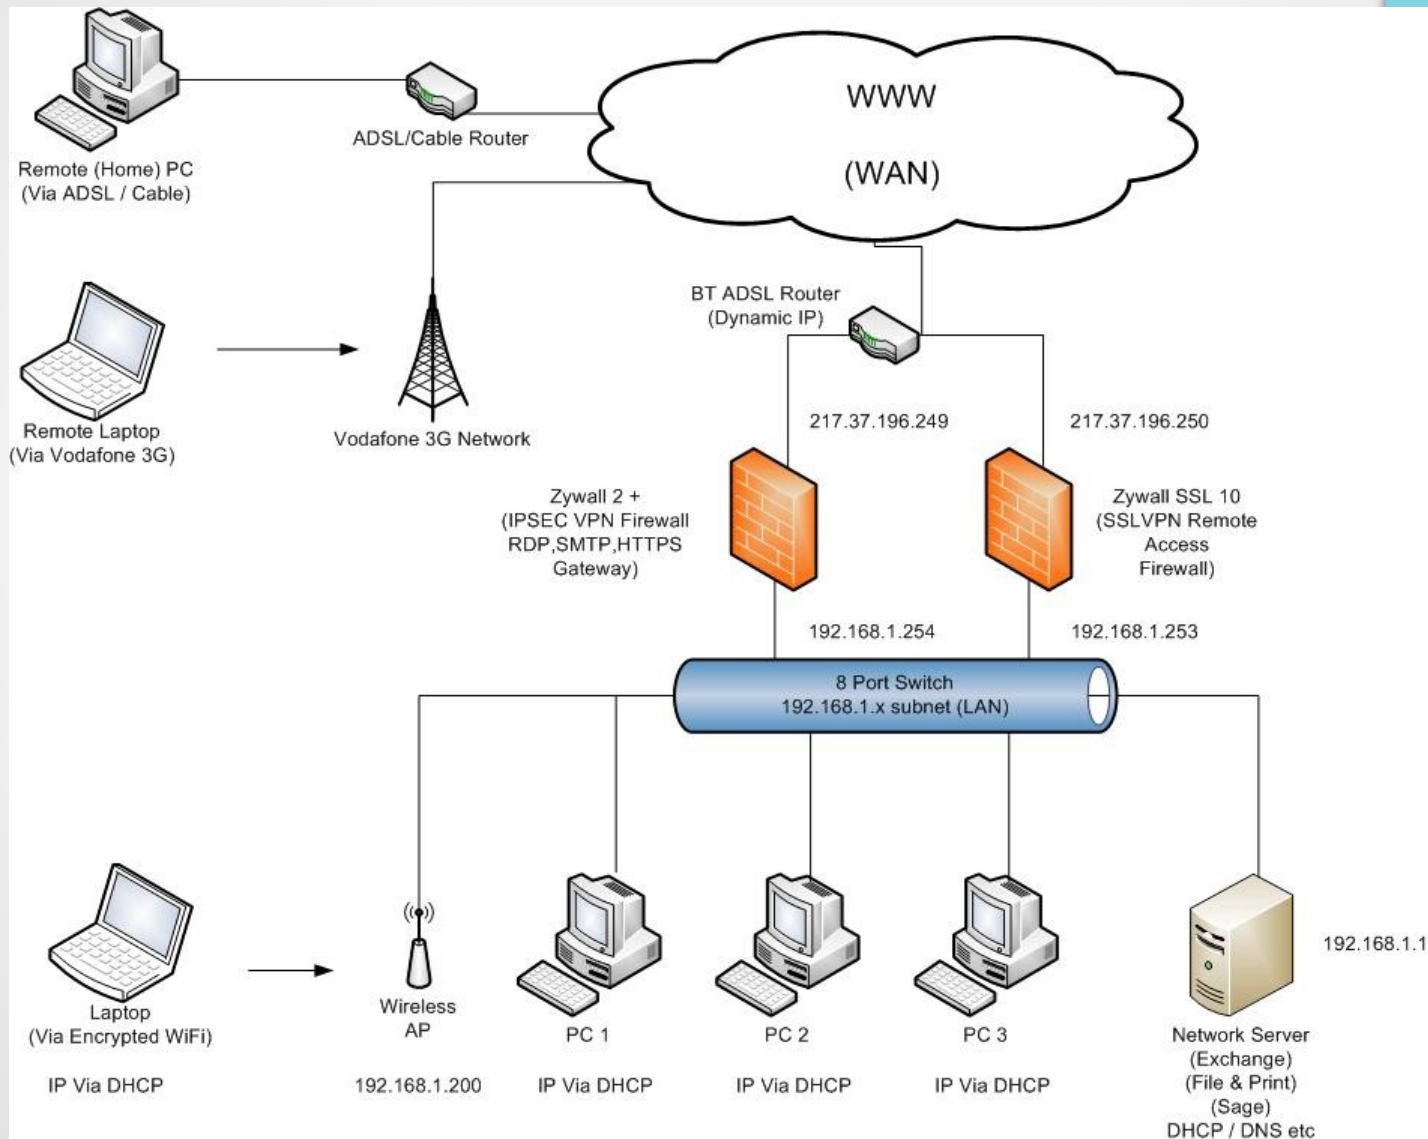 WWW
(WAN)
ADSL/Cable Router
Remote (Home) PC
(Via ADSL / Cable)
BT ADSL Router
(Dynamic IP)
Remote Laptop
(Via Vodafone 3G)
Vodafone 3G Network
217.37.196.249
217.37.196.250
Zywall 2 +
(IPSEC VPN Firewall
RDP,SMTP,HTTPS
Gateway)
Zywall SSL 10
(SSLVPN Remote
Access
Firewall)
192.168.1.254
192.168.1.253
8 Port Switch
192.168.1.x subnet (LAN)
192.168.1.1
Laptop
(Via Encrypted WiFi)
IP Via DHCP
Wireless
AP
192.168.1.200
PC 1
IP Via DHCP
PC 2
IP Via DHCP
PC 3
IP Via DHCP
Network Server
(Exchange)
(File & Print)
(Sage)
DHCP / DNS etc